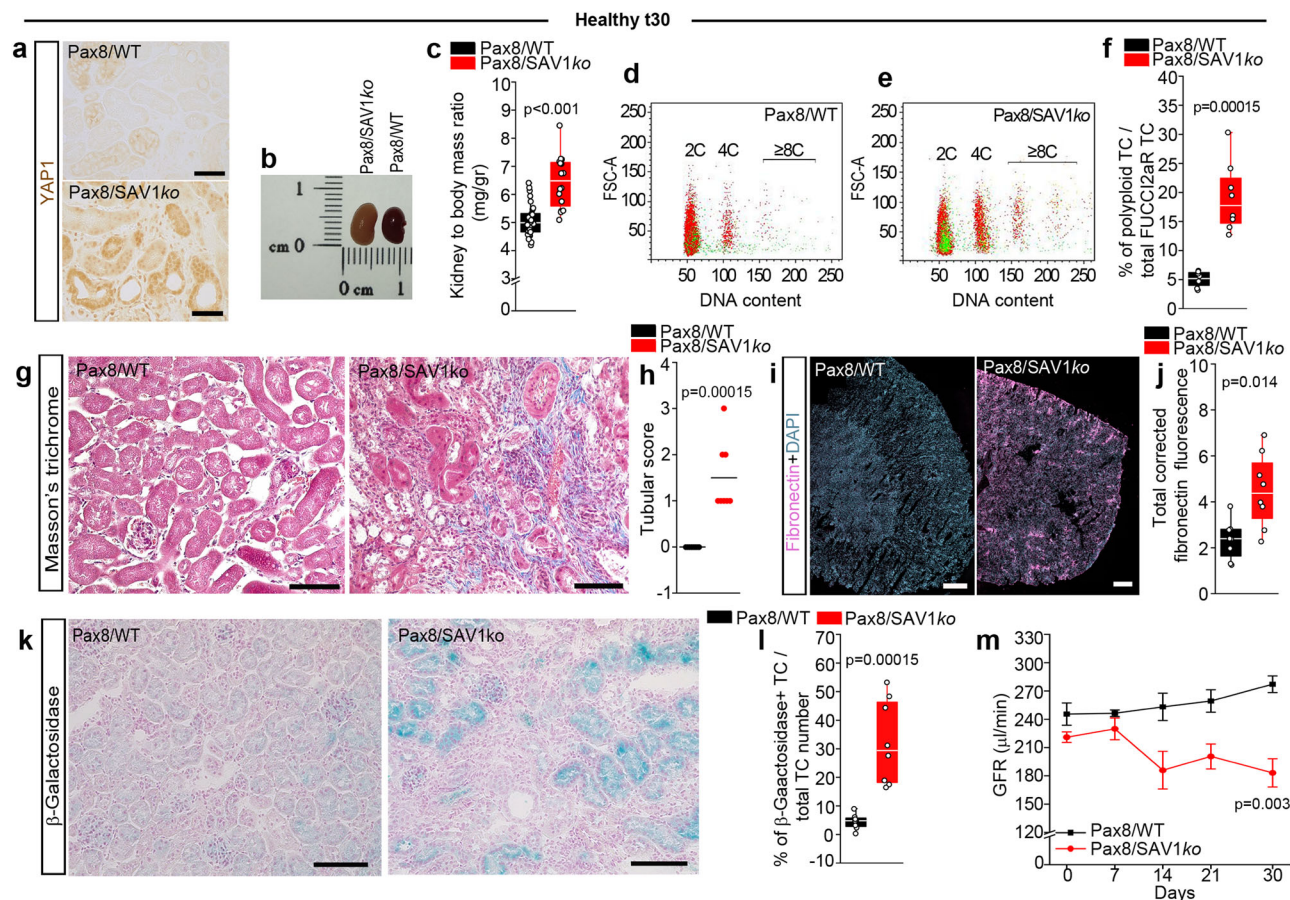 Healthy t30
a
Pax8/WT
Pax8/SAV1ko
YAP1
b
Pax8/SAV1ko
Pax8/WT
1
cm 0
0 cm 1
c
Pax8/WT
Pax8/SAV1ko
p<0.001
Kidney to body mass ratio
(mg/gr)
10
9
8
7
6
5
4
3
0
d
Pax8/WT
2C 4C ≥8C
FSC-A
250
200
150
100
50
50 100 150 200 250
DNA content
e
Pax8/SAV1ko
2C 4C ≥8C
FSC-A
250
200
150
100
50
50 100 150 200 250
DNA content
f
Pax8/WT
Pax8/SAV1ko
p=0.00015
% of polyploid TC /
total FUCCI2aR TC
40
35
30
25
20
15
10
5
0
g
Masson's trichrome
Pax8/WT
Pax8/SAV1ko
h
Pax8/WT
Pax8/SAV1ko
p=0.00015
Tubular score
4
3
2
1
0
-1
i
Fibronectin+DAPI
Pax8/WT
Pax8/SAV1ko
j
Pax8/WT
Pax8/SAV1ko
p=0.014
Total corrected
fibronectin fluorescence
10
8
6
4
2
0
k
β-Galactosidase
Pax8/WT
Pax8/SAV1ko
l
Pax8/WT Pax8/SAV1ko
p=0.00015
% of β-Gaactosidase+ TC /
total TC number
70
60
50
40
30
20
10
0
-10
m
GFR (µl/min)
300
270
240
210
180
150
120
0
p=0.003
Pax8/WT
Pax8/SAV1ko
0 7 14 21 30
Days